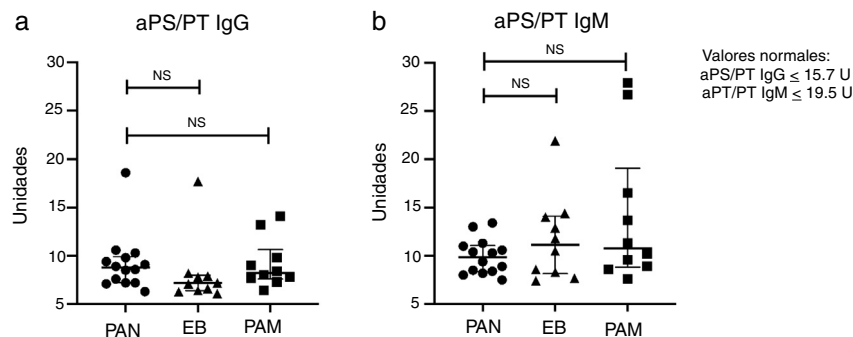 a
aPS/PT IgG
Unidades
30
25
20
15
10
5
NS
NS
PAN
EB
PAM
b
aPS/PT IgM
Unidades
30
25
20
15
10
5
NS
NS
PAN
EB
PAM
Valores normales:
aPS/PT IgG ≤ 15.7 U
aPT/PT IgM ≤ 19.5 U